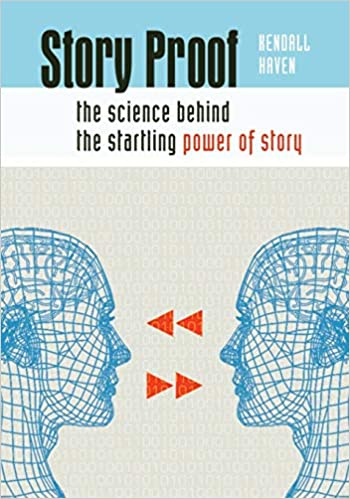 Story Proof
KENDALL
HAVEN
the science behind
the startling power of story